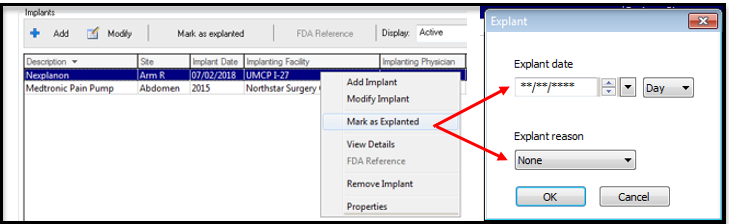 Implants
Add Modify Mark as explanted FDA Reference Display: Active
Description Site Implant Date Implanting Facility Implanting Physician
Nexplanon Arm R 07/02/2018 UMCP I-27
Medtronic Pain Pump Abdomen 2015 Northstar Surgery
Add Implant
Modify Implant
Mark as Explanted
View Details
FDA Reference
Remove Implant
Properties
Explant
Explant date
**/**/**** Day
Explant reason
None
OK Cancel